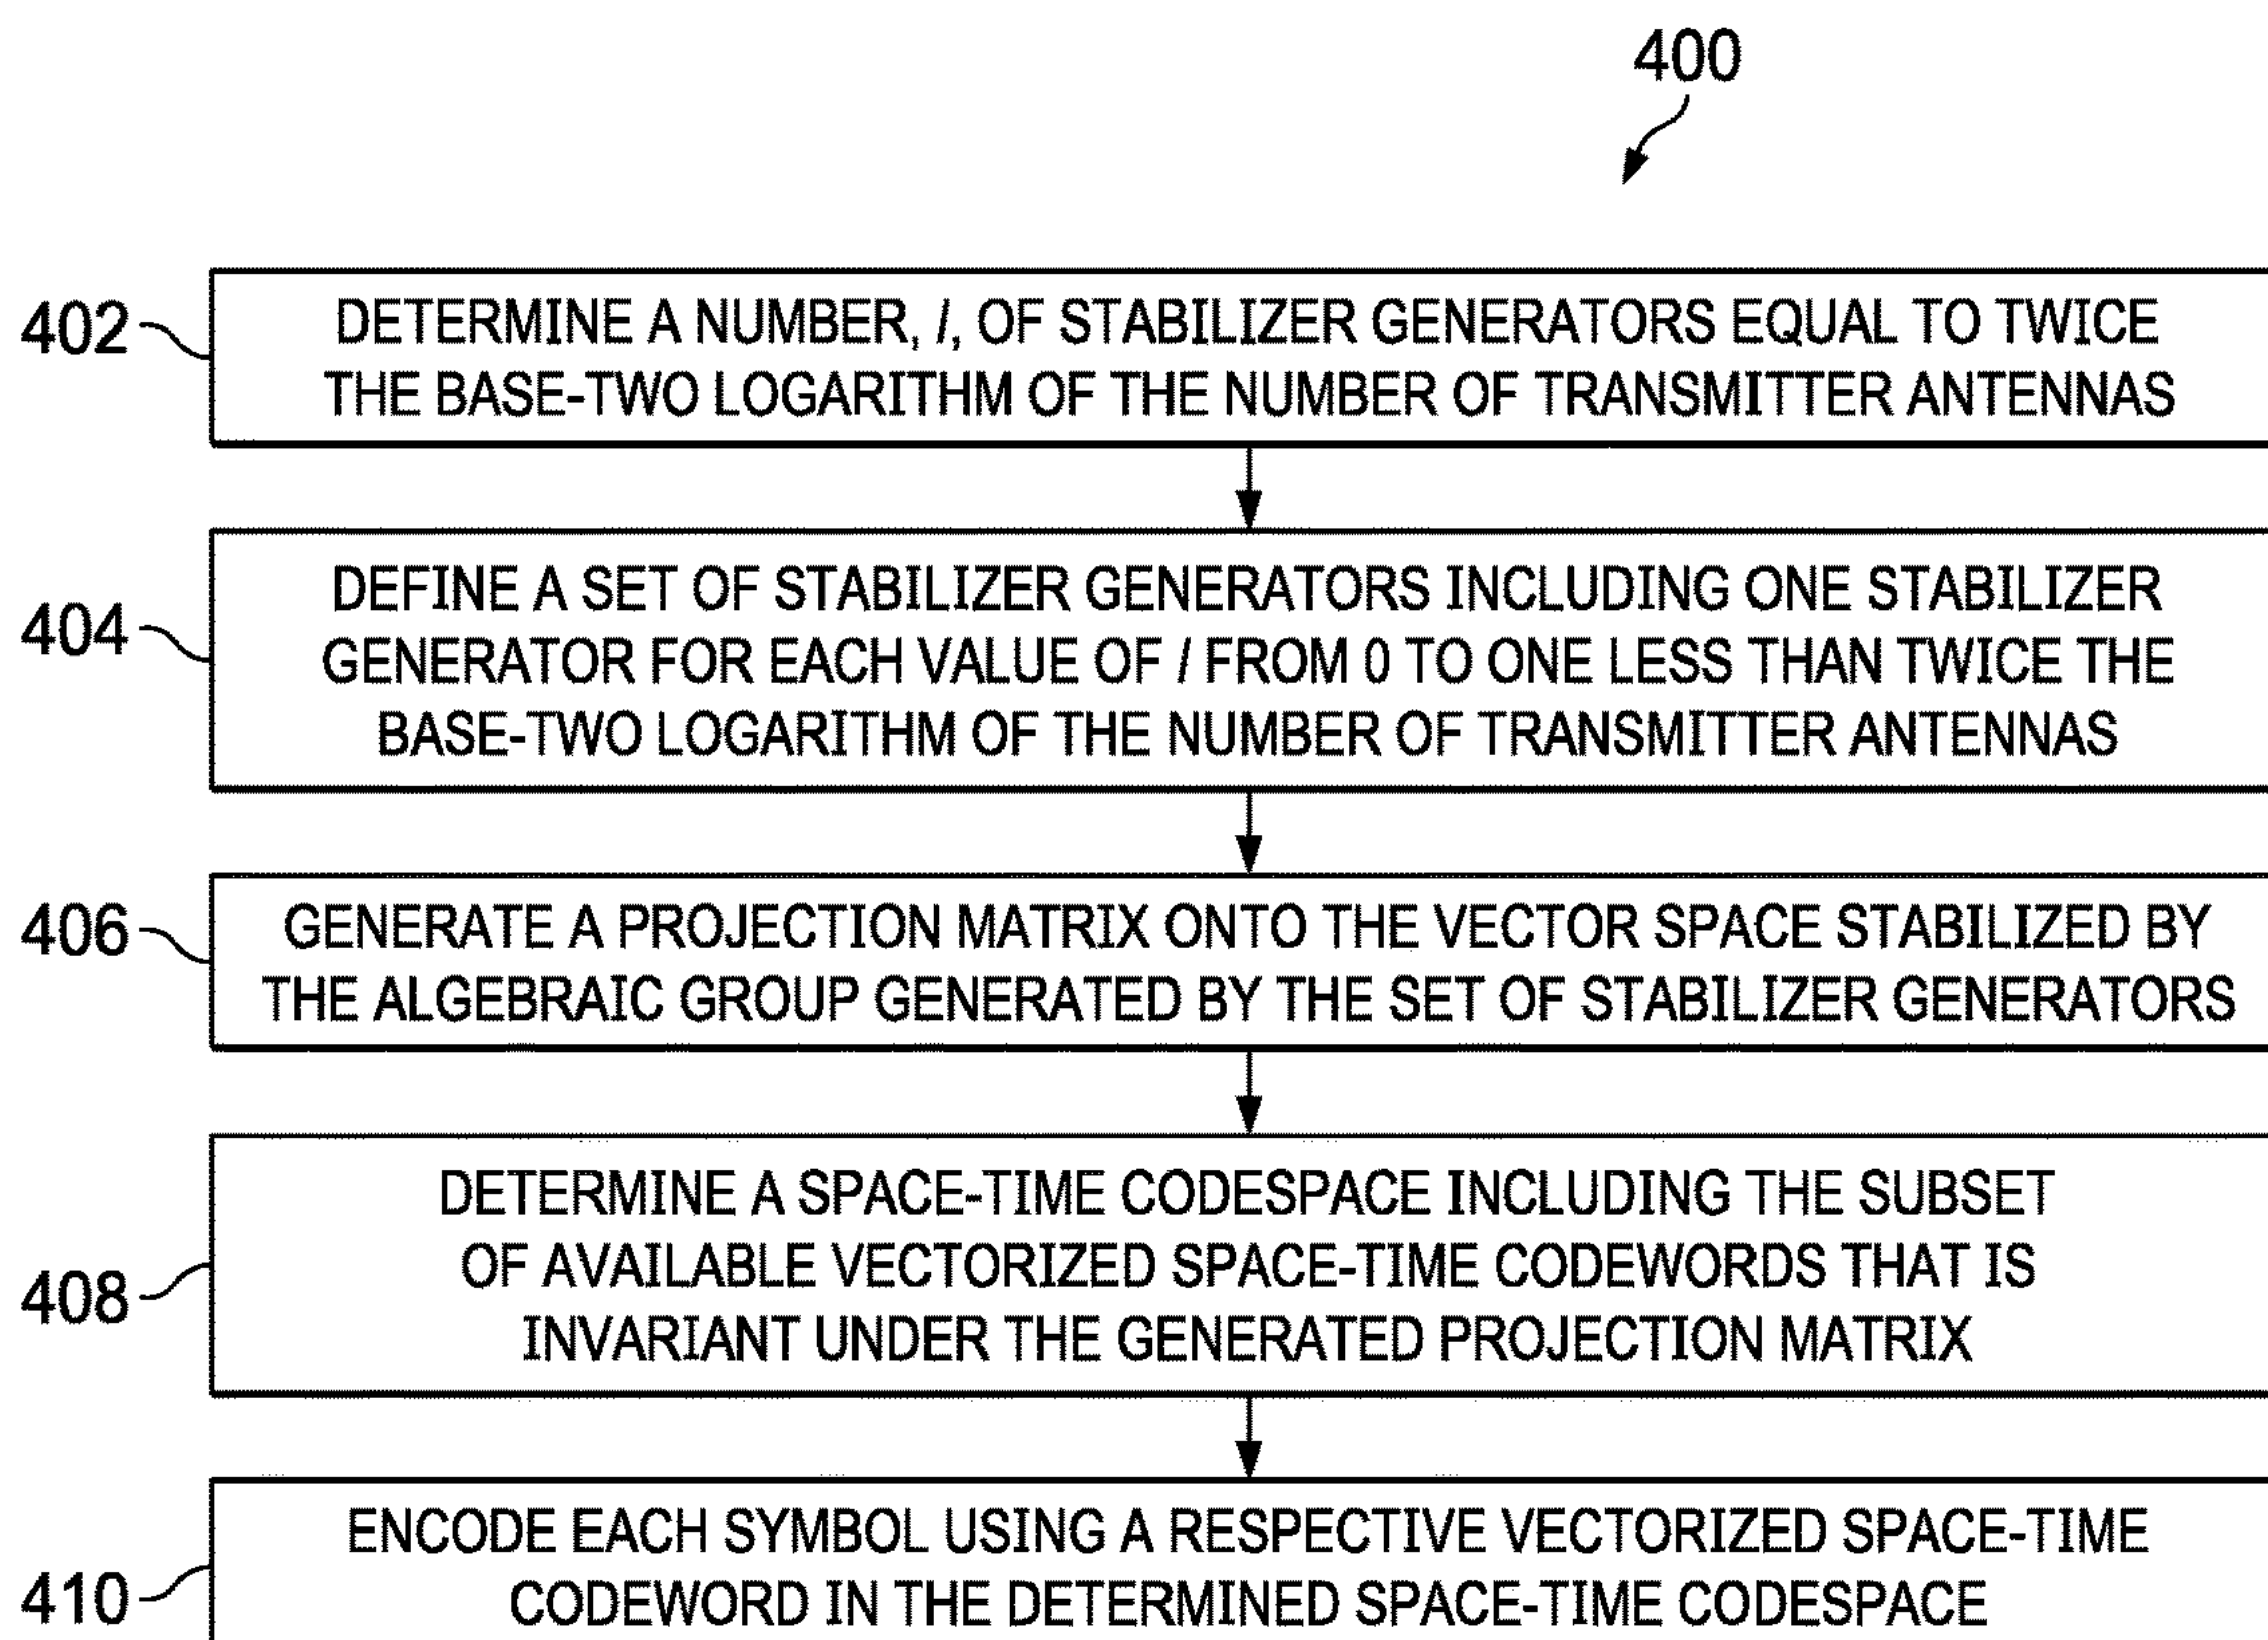 400
402
DETERMINE A NUMBER, l, OF STABILIZER GENERATORS EQUAL TO TWICE
THE BASE-TWO LOGARITHM OF THE NUMBER OF TRANSMITTER ANTENNAS
404
DEFINE A SET OF STABILIZER GENERATORS INCLUDING ONE STABILIZER
GENERATOR FOR EACH VALUE OF l FROM 0 TO ONE LESS THAN TWICE THE
BASE-TWO LOGARITHM OF THE NUMBER OF TRANSMITTER ANTENNAS
406
GENERATE A PROJECTION MATRIX ONTO THE VECTOR SPACE STABILIZED BY
THE ALGEBRAIC GROUP GENERATED BY THE SET OF STABILIZER GENERATORS
408
DETERMINE A SPACE-TIME CODESPACE INCLUDING THE SUBSET
OF AVAILABLE VECTORIZED SPACE-TIME CODEWORDS THAT IS
INVARIANT UNDER THE GENERATED PROJECTION MATRIX
410
ENCODE EACH SYMBOL USING A RESPECTIVE VECTORIZED SPACE-TIME
CODEWORD IN THE DETERMINED SPACE-TIME CODESPACE